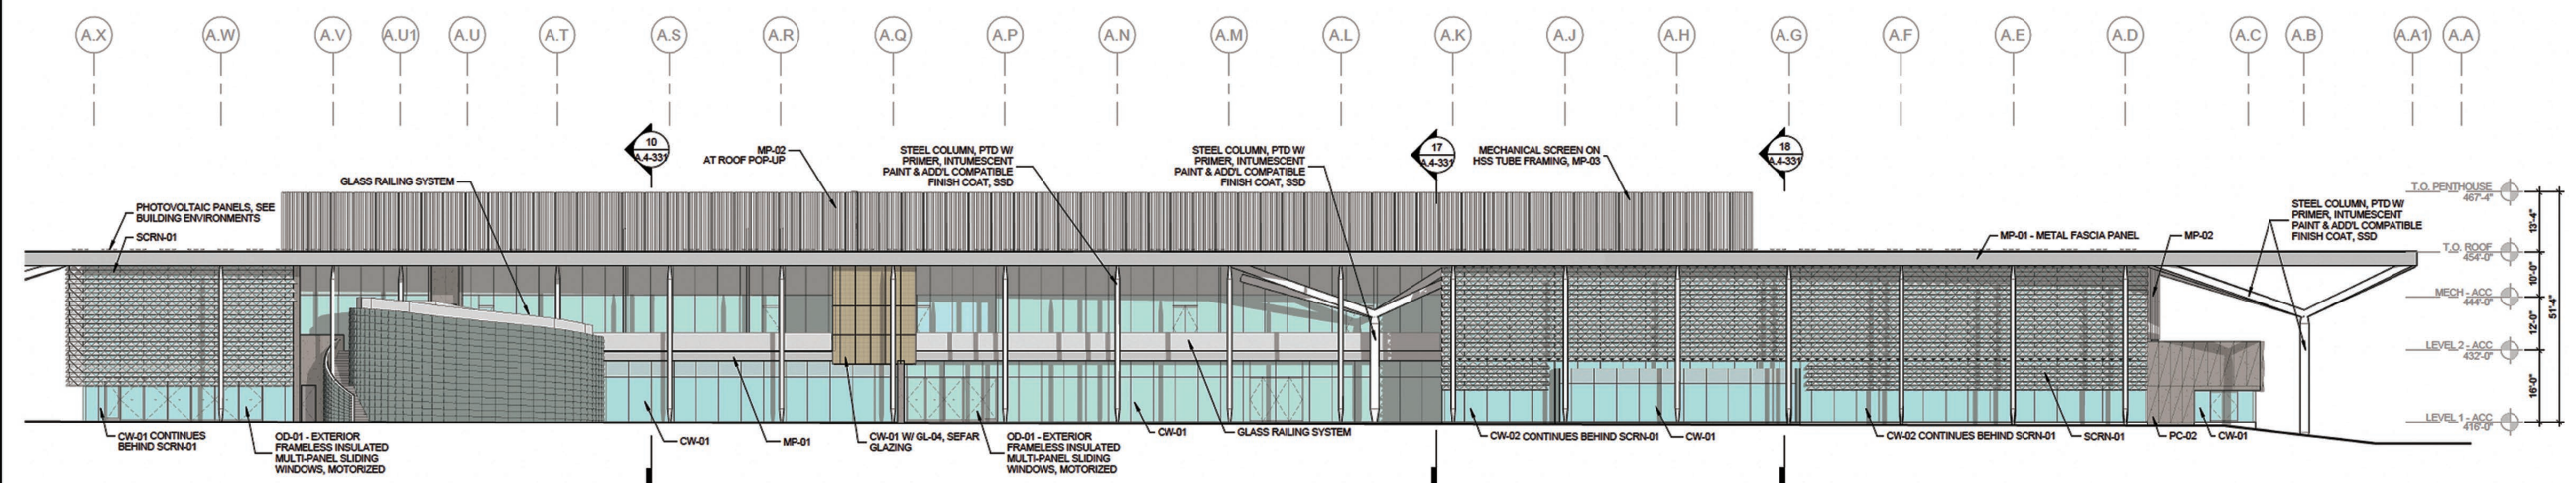 A.X A.W A.V A.U1 A.U A.T A.S A.R A.Q A.P A.N A.M A.L A.K A.J A.H A.G A.F A.E A.D A.C A.B A.A1 A.A
10
A.4-331
17
A.4-331
18
A.4-331
MP-02
AT ROOF POP-UP
STEEL COLUMN, PTD W/
PRIMER, INTUMESCENT
PAINT & ADD'L COMPATIBLE
FINISH COAT, SSD
STEEL COLUMN, PTD W/
PRIMER, INTUMESCENT
PAINT & ADD'L COMPATIBLE
FINISH COAT, SSD
MECHANICAL SCREEN ON
HSS TUBE FRAMING, MP-03
GLASS RAILING SYSTEM
PHOTOVOLTAIC PANELS, SEE
BUILDING ENVIRONMENTS
SCRN-01
MP-01 - METAL FASCIA PANEL
MP-02
STEEL COLUMN, PTD W/
PRIMER, INTUMESCENT
PAINT & ADD'L COMPATIBLE
FINISH COAT, SSD
T.O. PENTHOUSE
467'-4"
T.O. ROOF
454'-0"
MECH - ACC
444'-0"
LEVEL 2 - ACC
432'-0"
LEVEL 1 - ACC
416'-0"
13'-4"
10'-0"
12'-0"
16'-0"
51'-4"
CW-01 CONTINUES
BEHIND SCRN-01
OD-01 - EXTERIOR
FRAMELESS INSULATED
MULTI-PANEL SLIDING
WINDOWS, MOTORIZED
CW-01
MP-01
CW-01 W/ GL-04, SEFAR
GLAZING
OD-01 - EXTERIOR
FRAMELESS INSULATED
MULTI-PANEL SLIDING
WINDOWS, MOTORIZED
CW-01
GLASS RAILING SYSTEM
CW-02 CONTINUES BEHIND SCRN-01
CW-01
CW-02 CONTINUES BEHIND SCRN-01
SCRN-01
PC-02
CW-01